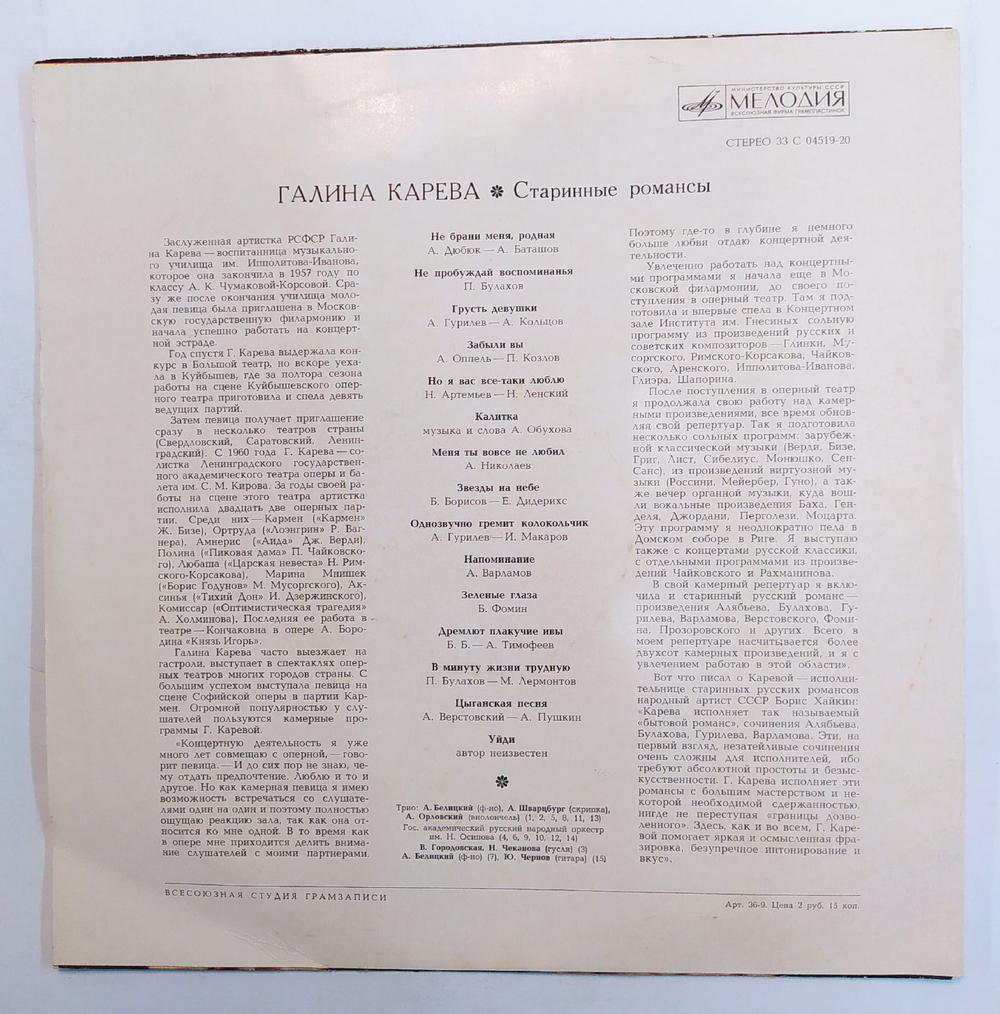 МИНИСТЕРСТВО КУЛЬТУРЫ СССР
МЕЛОДИЯ
ВСЕСОЮЗНАЯ ФИРМА ГРАМПЛАСТИНОК
СТЕРЕО 33 С 04519-20
ГАЛИНА КАРЕВА ✻ Старинные романсы
Заслуженная артистка РСФСР Гали-
на Карева — воспитанница музыкально-
го училища им. Ипполитова-Иванова,
которое она закончила в 1957 году по
классу А. К. Чумаковой-Корсовой. Сра-
зу же после окончания училища моло-
дая певица была приглашена в Москов-
скую государственную филармонию и
начала успешно работать на концерт-
ной эстраде.
Год спустя Г. Карева выдержала кон-
курс в Большой театр, но вскоре уеха-
ла в Куйбышев, где за полтора сезона
работы на сцене Куйбышевского опер-
ного театра приготовила и спела девять
ведущих партий.
Затем певица получает приглашение
сразу в несколько театров страны
(Свердловский, Саратовский, Ленин-
градский). С 1960 года Г. Карева — со-
листка Ленинградского государствен-
ного академического театра оперы и ба-
лета им. С. М. Кирова. За годы своей ра-
боты на сцене этого театра артистка
исполнила двадцать две оперных пар-
тии. Среди них — Кармен («Кармен»
Ж. Бизе), Ортруда («Лоэнгрин» Р. Ваг-
нера), Амнерис («Аида» Дж. Верди),
Полина («Пиковая дама» П. Чайковско-
го), Любаша («Царская невеста» Н. Рим-
ского-Корсакова), Марина Мнишек
(«Борис Годунов» М. Мусоргского), Ак-
синья («Тихий Дон» И. Дзержинского),
Комиссар («Оптимистическая трагедия»
А. Холминова). Последняя ее работа в
театре — Кончаковна в опере А. Боро-
дина «Князь Игорь».
Галина Карева часто выезжает на
гастроли, выступает в спектаклях опер-
ных театров многих городов страны. С
большим успехом выступала певица на
сцене Софийской оперы в партии Кар-
мен. Огромной популярностью у слу-
шателей пользуются камерные про-
граммы Г. Каревой.
«Концертную деятельность я уже
много лет совмещаю с оперной, — гово-
рит певица. — И до сих пор не знаю, че-
му отдать предпочтение. Люблю и то и
другое. Но как камерная певица я имею
возможность встречаться со слушате-
лями один на один и поэтому полностью
ощущаю реакцию зала, так как она от-
носится ко мне одной. В то время как
в опере мне приходится делить внима-
ние слушателей с моими партнерами.
Не брани меня, родная
А. Дюбюк — А. Баташов
Не пробуждай воспоминанья
П. Булахов
Грусть девушки
А. Гурилев — А. Кольцов
Забыли вы
А. Оппель — П. Козлов
Но я вас все-таки люблю
Н. Артемьев — Н. Ленский
Калитка
музыка и слова А. Обухова
Меня ты вовсе не любил
А. Николаев
Звезды на небе
Б. Борисов — Е. Дидерихс
Однозвучно гремит колокольчик
А. Гурилев — И. Макаров
Напоминание
А. Варламов
Зеленые глаза
Б. Фомин
Дремлют плакучие ивы
Б. Б. — А. Тимофеев
В минуту жизни трудную
П. Булахов — М. Лермонтов
Цыганская песня
А. Верстовский — А. Пушкин
Уйди
автор неизвестен
✻
Трио: А. Белицкий (ф-но), А. Шварцбург (скрипка),
А. Орловский (виолончель) (1, 2, 5, 8, 11, 13)
Гос. академический русский народный оркестр
им. Н. Осипова (4, 6, 9, 10, 12, 14)
В. Городовская, Н. Чеканова (гусли) (3)
А. Белицкий (ф-но) (7), Ю. Чернов (гитара) (15)
Поэтому где-то в глубине я немного
больше любви отдаю концертной дея-
тельности.
Увлеченно работать над концертны-
ми программами я начала еще в Мо-
сковской филармонии, до своего по-
ступления в оперный театр. Там я под-
готовила и впервые спела в Концертном
зале Института им. Гнесиных сольную
программу из произведений русских и
советских композиторов — Глинки, Му-
соргского, Римского-Корсакова, Чайков-
ского, Аренского, Ипполитова-Иванова,
Глиэра, Шапорина.
После поступления в оперный театр
я продолжала свою работу над камер-
ными произведениями, все время обнов-
ляя свой репертуар. Так я подготовила
несколько сольных программ: зарубеж-
ной классической музыки (Верди, Бизе,
Григ, Лист, Сибелиус, Монюшко, Сен-
Санс), из произведений виртуозной му-
зыки (Россини, Мейербер, Гуно), а так-
же вечер органной музыки, куда вош-
ли вокальные произведения Баха, Ген-
деля, Джордани, Перголези, Моцарта.
Эту программу я неоднократно пела в
Домском соборе в Риге. Я выступаю
также с концертами русской классики,
с отдельными программами из произве-
дений Чайковского и Рахманинова.
В свой камерный репертуар я вклю-
чила и старинный русский романс —
произведения Алябьева, Булахова, Гу-
рилева, Варламова, Верстовского, Фоми-
на, Прозоровского и других. Всего в
моем репертуаре насчитывается более
двухсот камерных произведений, и я с
увлечением работаю в этой области».
Вот что писал о Каревой — исполни-
тельнице старинных русских романсов
народный артист СССР Борис Хайкин:
«Карева исполняет так называемый
«бытовой романс», сочинения Алябьева,
Булахова, Гурилева, Варламова. Эти, на
первый взгляд, незатейливые сочинения
очень сложны для исполнителей, ибо
требуют абсолютной простоты и безыс-
кусственности. Г. Карева исполняет эти
романсы с большим мастерством и не-
которой необходимой сдержанностью,
нигде не переступая «границы дозво-
ленного». Здесь, как и во всем, Г. Каре-
вой помогает яркая и осмысленная фра-
зировка, безупречное интонирование и
вкус».
ВСЕСОЮЗНАЯ СТУДИЯ ГРАМЗАПИСИ
Арт. 36-9. Цена 2 руб. 15 коп.